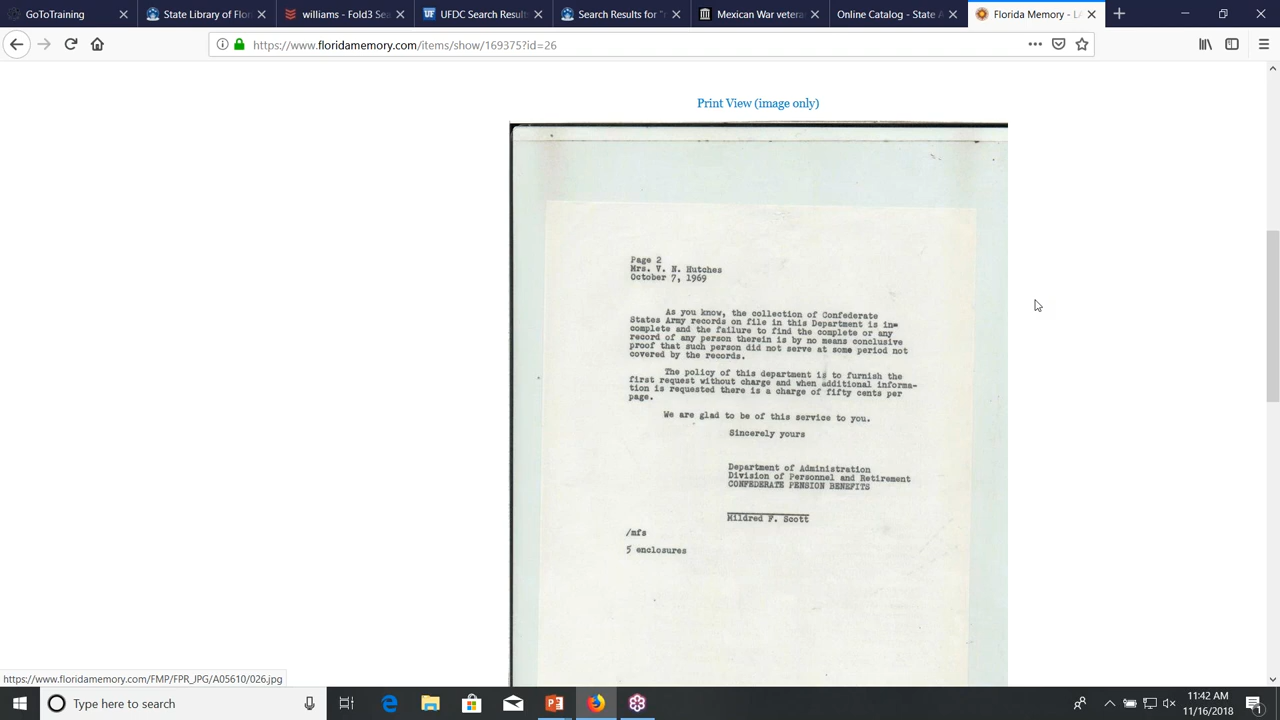 GoToTraining
State Library of Flor
williams - Ford
UFDC Search Result
Search Results for "r
Mexican War vetera
Online Catalog - State A
Florida Memory - LA
https://www.floridamemory.com/items/show/169375?id=26
Print View (image only)
Page 2
Mrs. V. N. Hutches
October 7, 1969
As you know, the collection of Confederate
States Army records on file in this Department is in=
complete and the failure to find the complete or any
record of any person therein is by no means conclusive
proof that such person did not serve at some period not
covered by the records.
The policy of this department is to furnish the
first request without charge and when additional informa-
tion is requested there is a charge of fifty cents per
page.
We are glad to be of this service to you.
Sincerely yours
Department of Administration
Division of Personnel and Retirement
CONFEDERATE PENSION BENEFITS
Mildred F. Scott
/mfs
5 enclosures
https://www.floridamemory.com/FMP/FPR_JPG/A05610/026.jpg
Type here to search
11:42 AM
11/16/2018
1